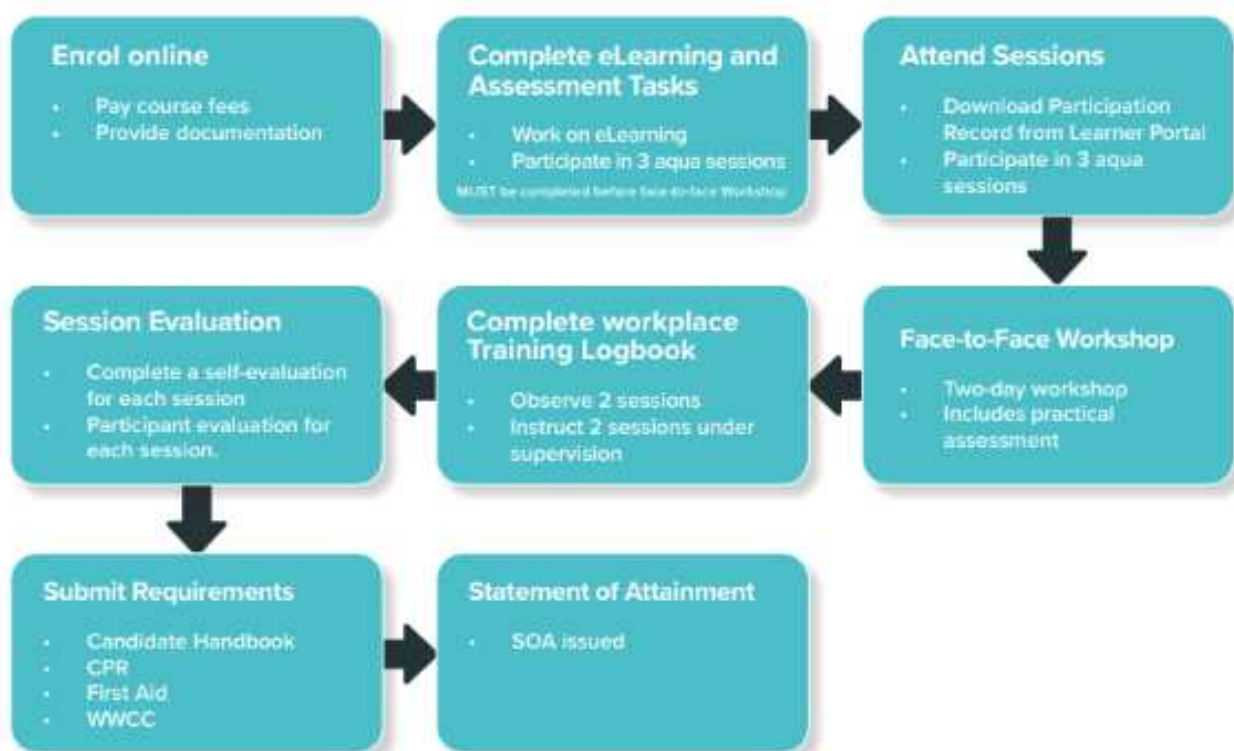 Enrol online
• Pay course fees
• Provide documentation
Complete eLearning and
Assessment Tasks
• Work on eLearning
• Participate in 3 aqua sessions
MUST be completed before face-to-face Workshop
Attend Sessions
• Download Participation
Record from Learner Portal
• Participate in 3 aqua
sessions
Face-to-Face Workshop
• Two-day workshop
• Includes practical
assessment
Complete workplace
Training Logbook
• Observe 2 sessions
• Instruct 2 sessions under
supervision
Session Evaluation
• Complete a self-evaluation
for each session
• Participant evaluation for
each session.
Submit Requirements
• Candidate Handbook
• CPR
• First Aid
• WWCC
Statement of Attainment
• SOA issued